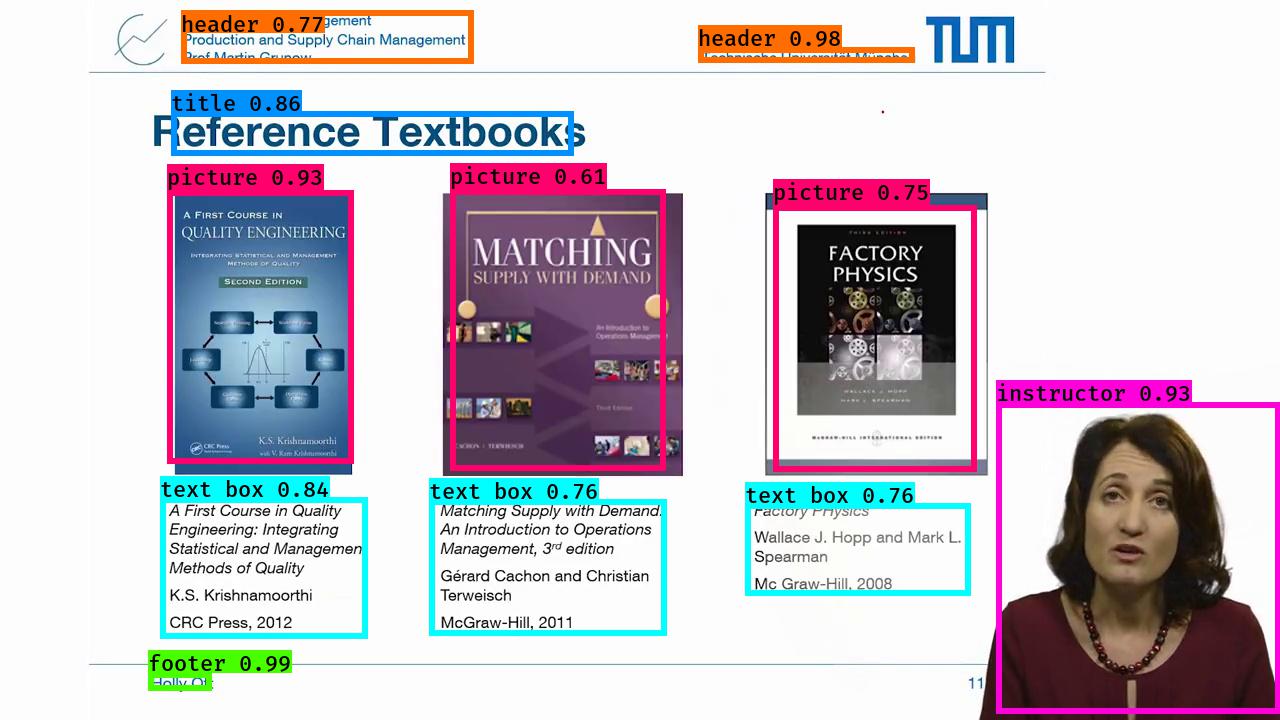 header 0.77
gement
Production and Supply Chain Management
Prof. Martin Grunow
header 0.98
Technische Universität Münche
TUM
title 0.86
Reference Textbooks
picture 0.93
A FIRST COURSE IN
QUALITY ENGINEERING
INTEGRATING STATISTICAL AND MANAGEMENT
METHODS OF QUALITY
SECOND EDITION
CRC Press
K.S. Krishnamoorthi
with V. Ram Krishnamoorthi
picture 0.61
MATCHING
SUPPLY WITH DEMAND
An Introduction to
Operations Management
Third Edition
CACHON | TERWIESCH
picture 0.75
THIRD EDITION
FACTORY
PHYSICS
WALLACE J. HOPP
MARK L. SPEARMAN
McGRAW-HILL INTERNATIONAL EDITION
text box 0.84
A First Course in Quality
Engineering: Integrating
Statistical and Managemen
Methods of Quality
K.S. Krishnamoorthi
CRC Press, 2012
text box 0.76
Matching Supply with Demand.
An Introduction to Operations
Management, 3rd edition
Gérard Cachon and Christian
Terweisch
McGraw-Hill, 2011
text box 0.76
Factory PHysics
Wallace J. Hopp and Mark L.
Spearman
Mc Graw-Hill, 2008
instructor 0.93
footer 0.99
Holly Ott
11